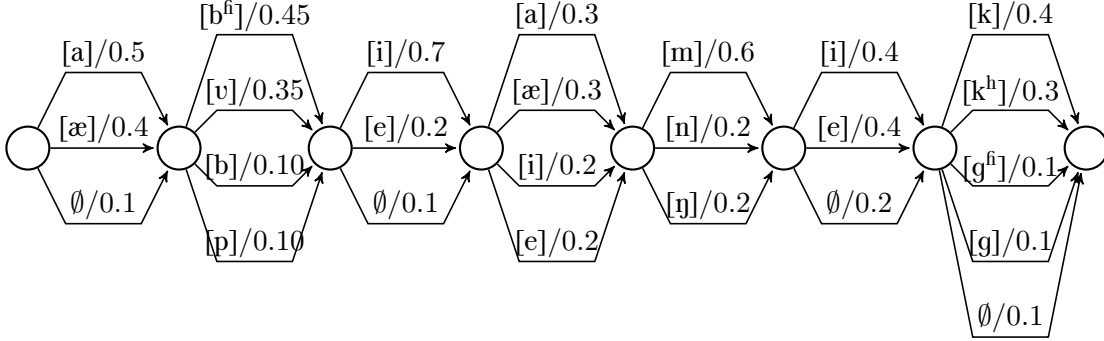 [a]/0.5
[æ]/0.4
∅/0.1
[bʱ]/0.45
[ʋ]/0.35
[b]/0.10
[p]/0.10
[i]/0.7
[e]/0.2
∅/0.1
[a]/0.3
[æ]/0.3
[i]/0.2
[e]/0.2
[m]/0.6
[n]/0.2
[ŋ]/0.2
[i]/0.4
[e]/0.4
∅/0.2
[k]/0.4
[kʰ]/0.3
[ɡʱ]/0.1
[ɡ]/0.1
∅/0.1